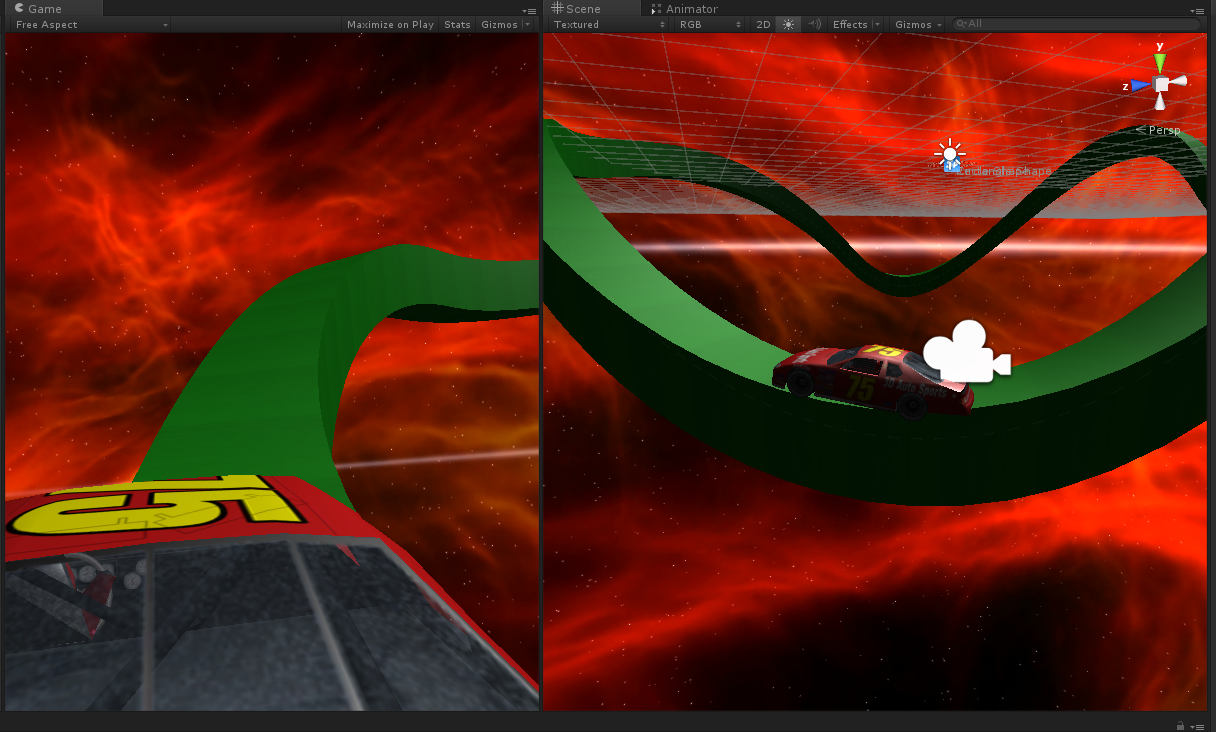 Game
Free Aspect
Maximize on Play Stats Gizmos
75
Scene Animator
Textured RGB 2D Effects Gizmos All
y
z
< Persp
75
75